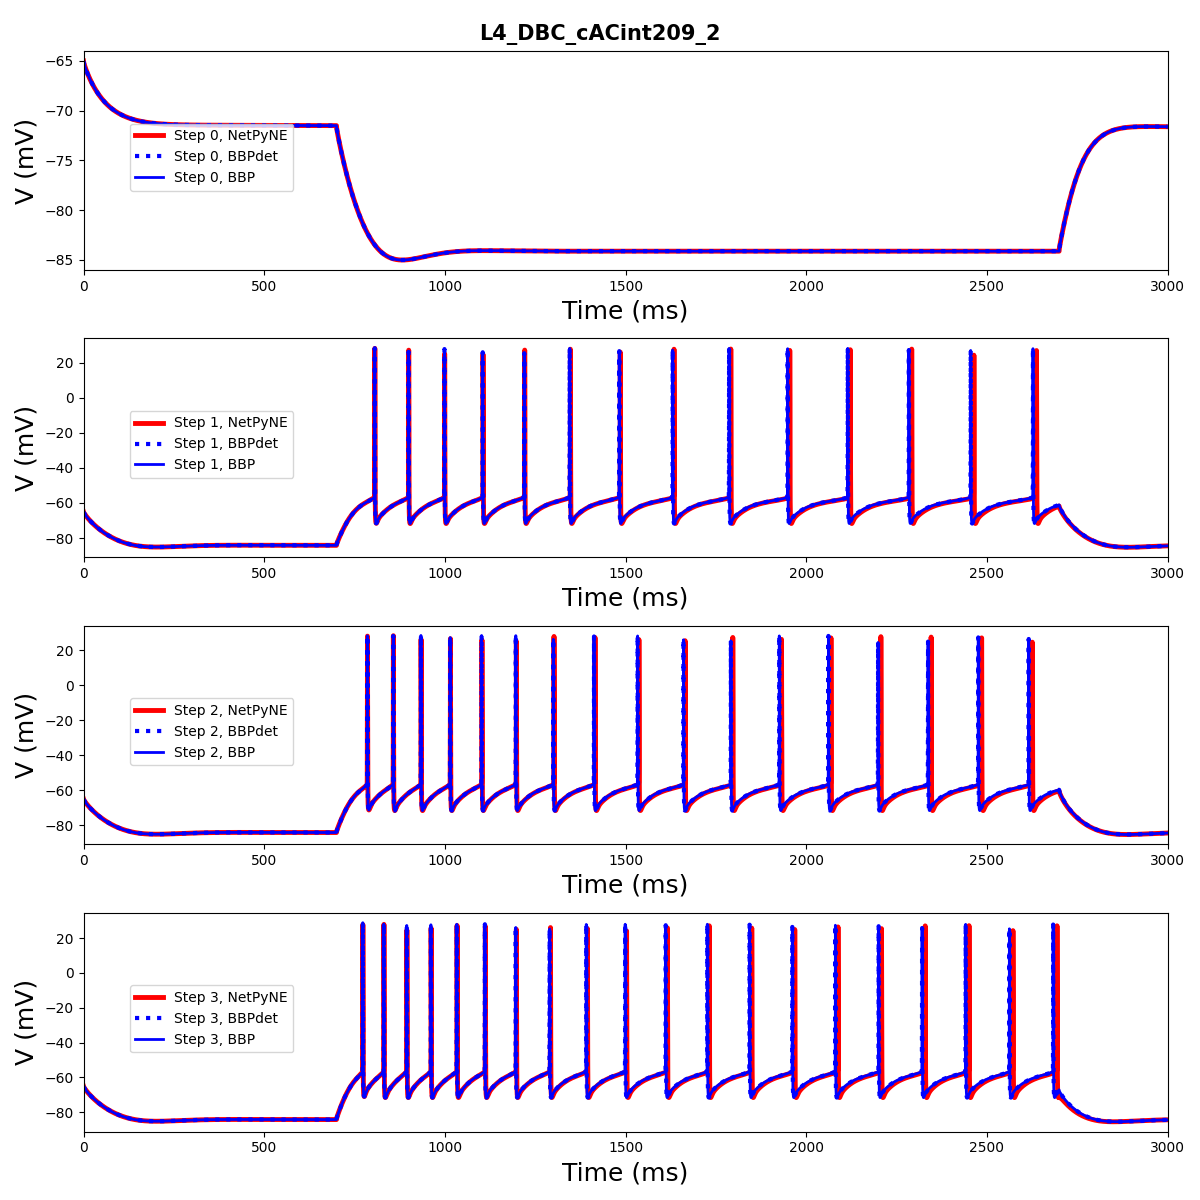 L4_DBC_cACint209_2
V (mV)
−65
−70
−75
−80
−85
Step 0, NetPyNE
Step 0, BBPdet
Step 0, BBP
0 500 1000 1500 2000 2500 3000
Time (ms)
V (mV)
20
0
−20
−40
−60
−80
Step 1, NetPyNE
Step 1, BBPdet
Step 1, BBP
0 500 1000 1500 2000 2500 3000
Time (ms)
V (mV)
20
0
−20
−40
−60
−80
Step 2, NetPyNE
Step 2, BBPdet
Step 2, BBP
0 500 1000 1500 2000 2500 3000
Time (ms)
V (mV)
20
0
−20
−40
−60
−80
Step 3, NetPyNE
Step 3, BBPdet
Step 3, BBP
0 500 1000 1500 2000 2500 3000
Time (ms)